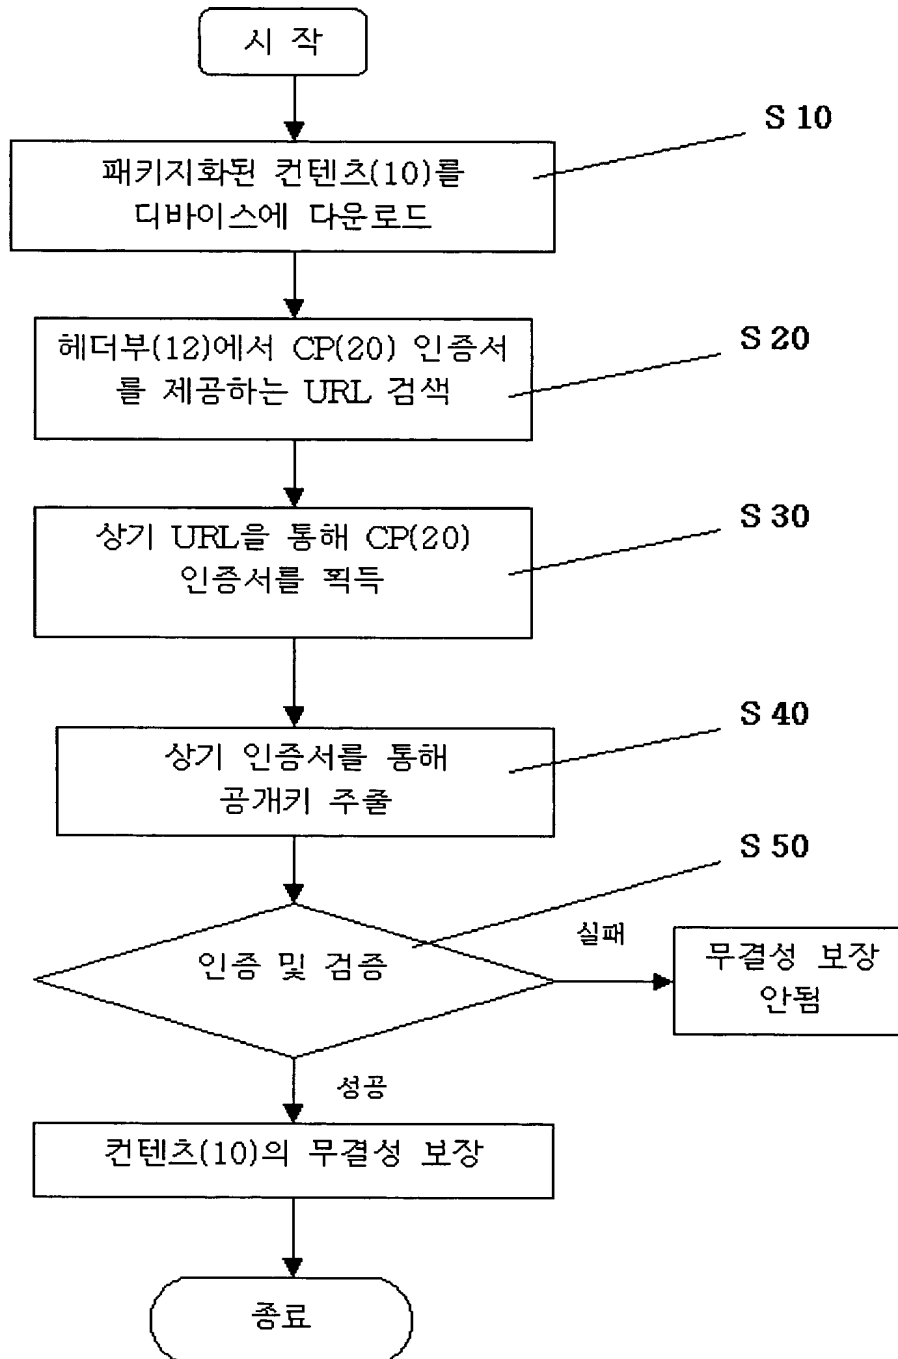 시 작
S 10
패키지화된 컨텐츠(10)를
디바이스에 다운로드
S 20
헤더부(12)에서 CP(20) 인증서
를 제공하는 URL 검색
S 30
상기 URL을 통해 CP(20)
인증서를 획득
S 40
상기 인증서를 통해
공개키 추출
S 50
인증 및 검증
실패
무결성 보장
안됨
성공
컨텐츠(10)의 무결성 보장
종료